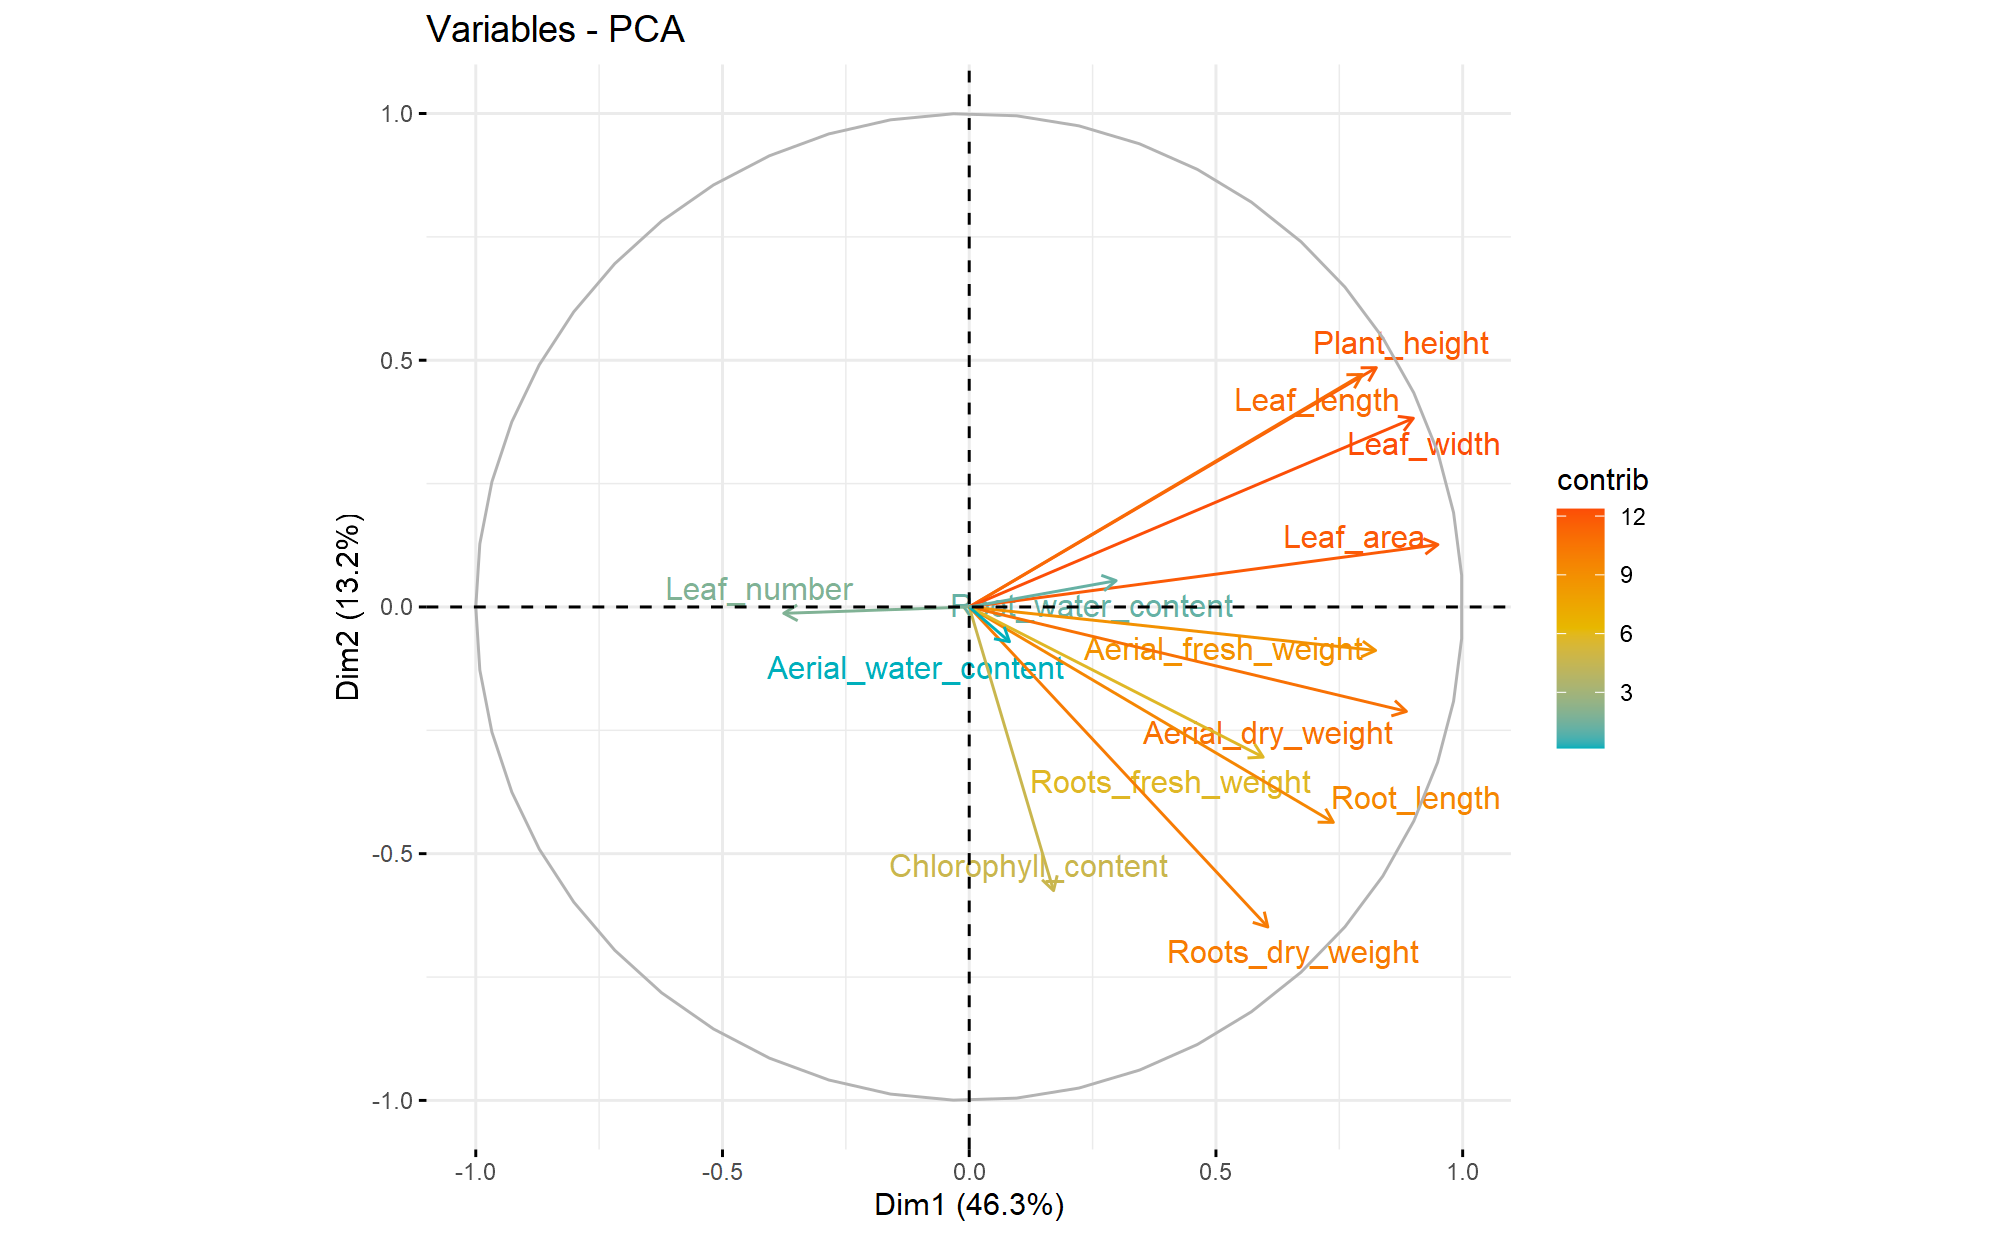 Variables - PCA
1.0
0.5
0.0
-0.5
-1.0
Dim2 (13.2%)
Plant_height
Leaf_length
Leaf_width
Leaf_area
Leaf_number
Root_water_content
Aerial_fresh_weight
Aerial_water_content
Aerial_dry_weight
Roots_fresh_weight
Root_length
Chlorophyll_content
Roots_dry_weight
contrib
12
9
6
3
-1.0
-0.5
0.0
0.5
1.0
Dim1 (46.3%)